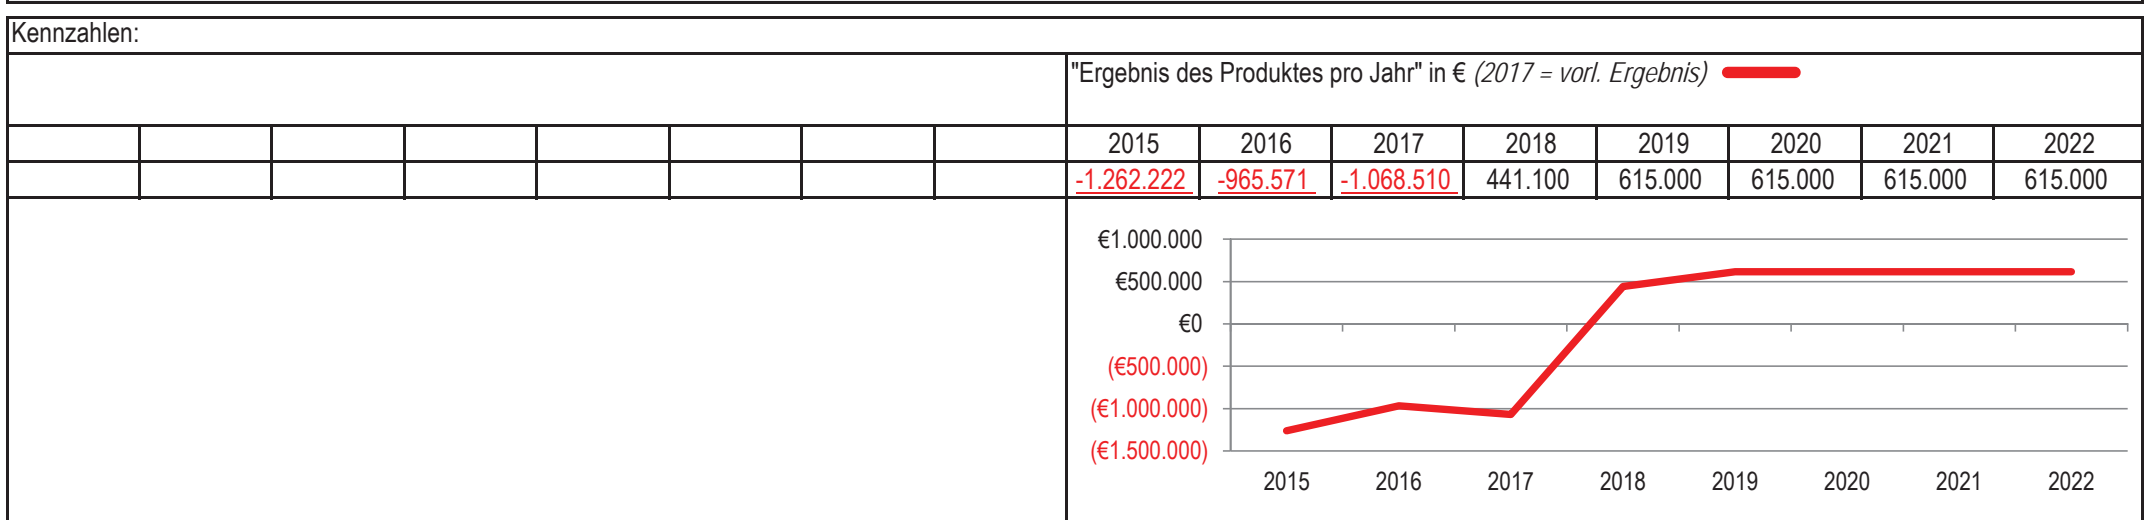 Kennzahlen:
"Ergebnis des Produktes pro Jahr" in € (2017 = vorl. Ergebnis)
2015 2016 2017 2018 2019 2020 2021 2022
-1.262.222 -965.571 -1.068.510 441.100 615.000 615.000 615.000 615.000
€1.000.000
€500.000
€0
(€500.000)
(€1.000.000)
(€1.500.000)
2015 2016 2017 2018 2019 2020 2021 2022